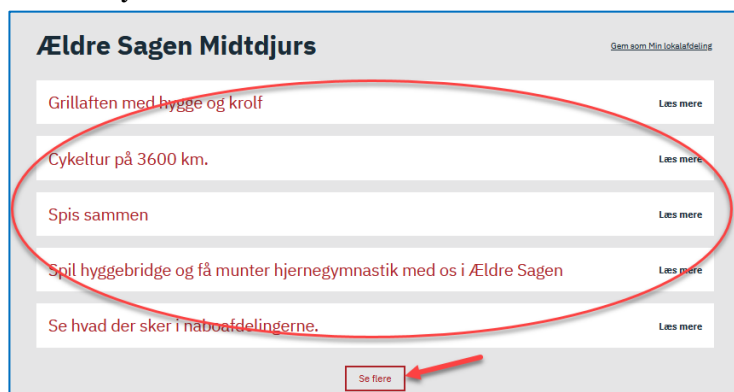 Ældre Sagen Midtdjurs
Gem som Min lokalafdeling
Grillaften med hygge og krolf
Læs mere
Cykeltur på 3600 km.
Læs mere
Spis sammen
Læs mere
Spil hyggebridge og få munter hjernegymnastik med os i Ældre Sagen
Læs mere
Se hvad der sker i naboafdelingerne.
Læs mere
Se flere